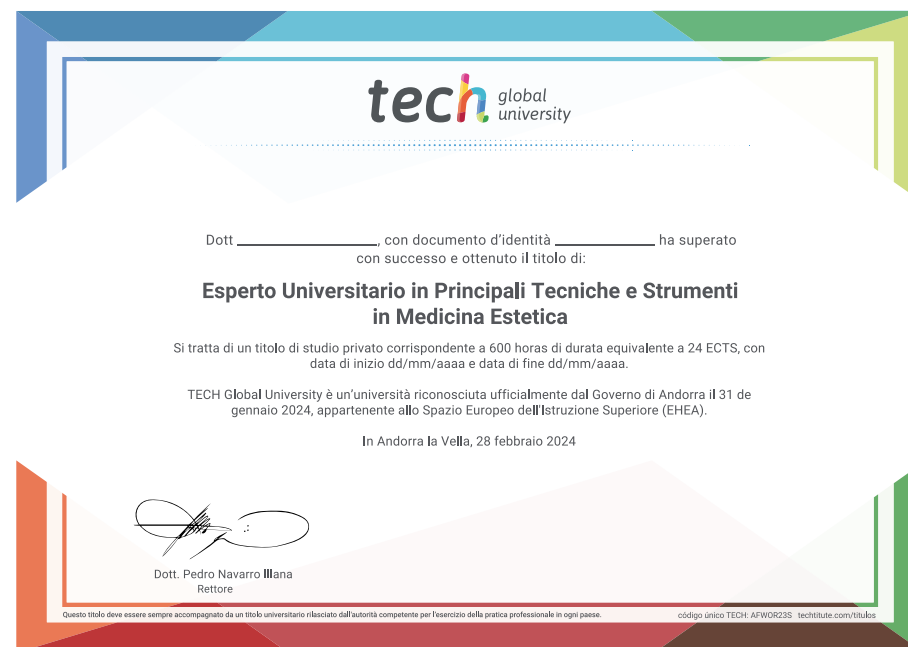 tech global university
Dott ____________, con documento d'identità ____________ ha superato
con successo e ottenuto il titolo di:
Esperto Universitario in Principali Tecniche e Strumenti
in Medicina Estetica
Si tratta di un titolo di studio privato corrispondente a 600 horas di durata equivalente a 24 ECTS, con
data di inizio dd/mm/aaaa e data di fine dd/mm/aaaa.
TECH Global University è un'università riconosciuta ufficialmente dal Governo di Andorra il 31 de
gennaio 2024, appartenente allo Spazio Europeo dell'Istruzione Superiore (EHEA).
In Andorra la Vella, 28 febbraio 2024
Dott. Pedro Navarro Illana
Rettore
Questo titolo deve essere sempre accompagnato da un titolo universitario rilasciato dall'autorità competente per l'esercizio della pratica professionale in ogni paese.
código único TECH: AFWOR23S techtitute.com/titulos